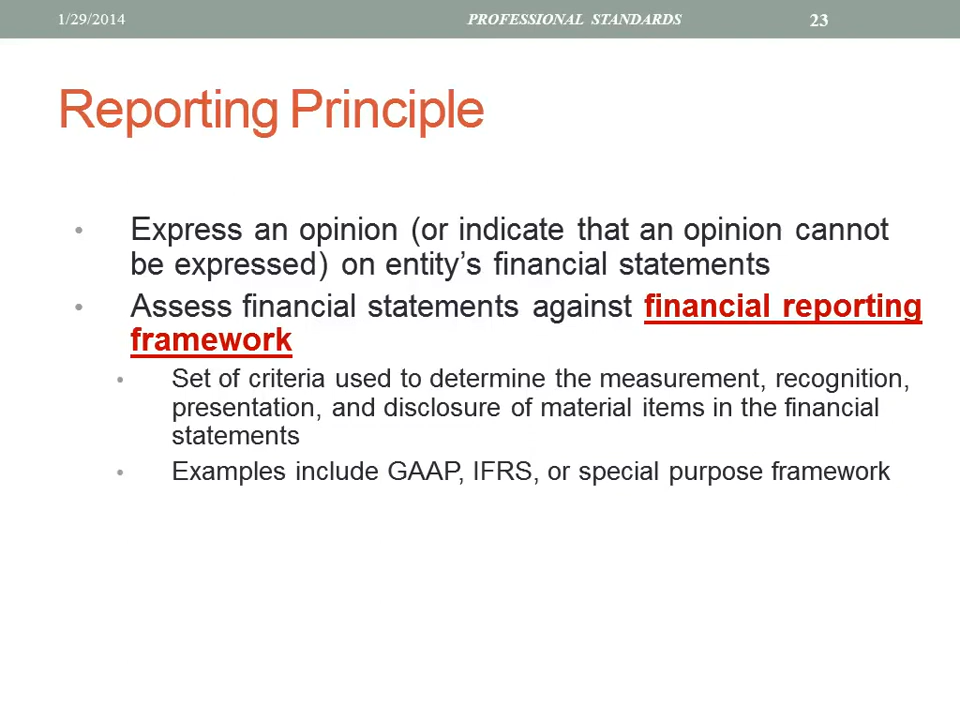 1/29/2014 PROFESSIONAL STANDARDS 23
Reporting Principle
• Express an opinion (or indicate that an opinion cannot
be expressed) on entity’s financial statements
• Assess financial statements against financial reporting
framework
• Set of criteria used to determine the measurement, recognition,
presentation, and disclosure of material items in the financial
statements
• Examples include GAAP, IFRS, or special purpose framework